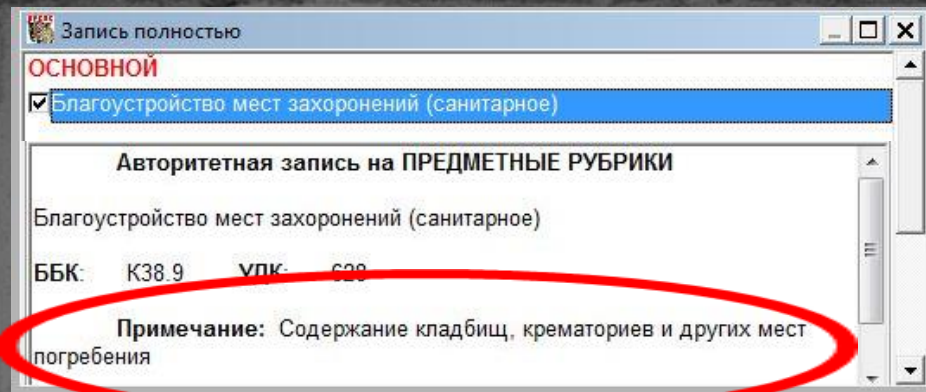 Запись полностью
ОСНОВНОЙ
Благоустройство мест захоронений (санитарное)
Авторитетная запись на ПРЕДМЕТНЫЕ РУБРИКИ
Благоустройство мест захоронений (санитарное)
ББК: К38.9 УДК: 628
Примечание: Содержание кладбищ, крематориев и других мест
погребения